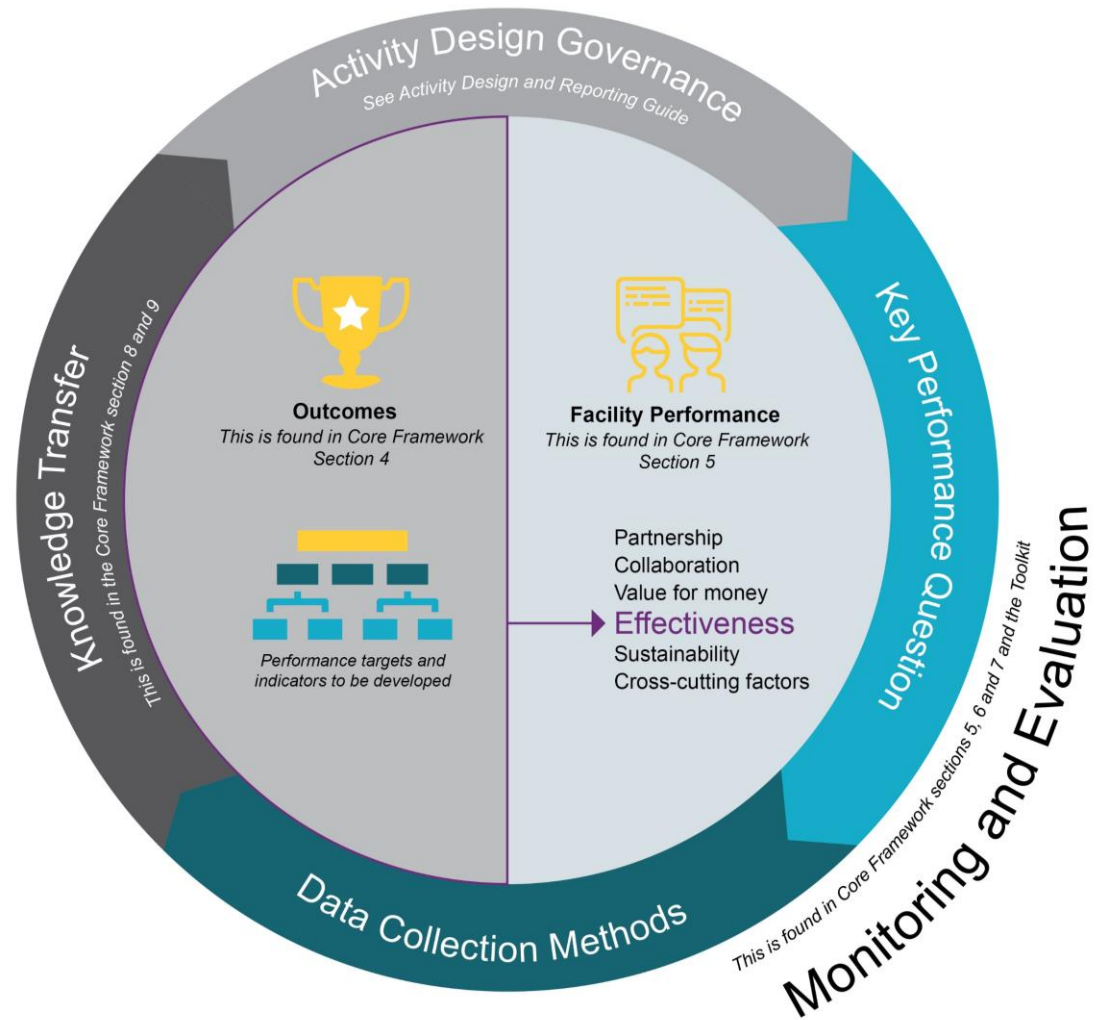 Activity Design Governance
See Activity Design and Reporting Guide
Key Performance Question
Data Collection Methods
Knowledge Transfer
This is found in the Core Framework section 8 and 9
Outcomes
This is found in Core Framework
Section 4
Performance targets and
indicators to be developed
Facility Performance
This is found in Core Framework
Section 5
Partnership
Collaboration
Value for money
Effectiveness
Sustainability
Cross-cutting factors
This is found in Core Framework sections 5, 6 and 7 and the Toolkit
Monitoring and Evaluation